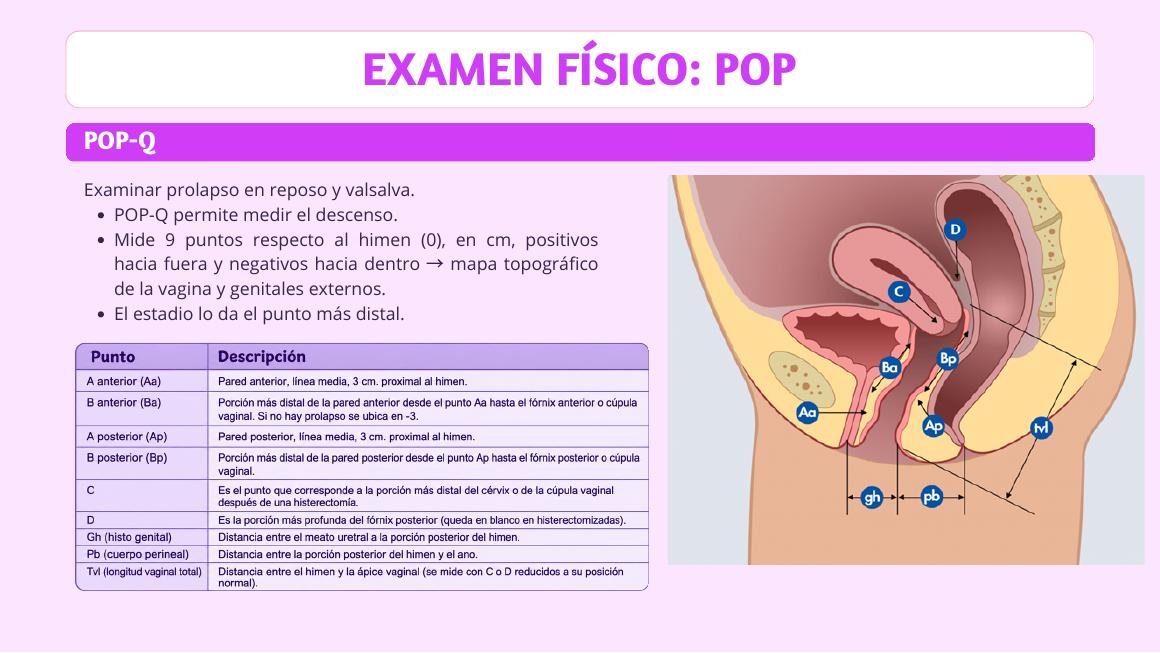 EXAMEN FÍSICO: POP
POP-Q
Examinar prolapso en reposo y valsalva.
• POP-Q permite medir el descenso.
• Mide 9 puntos respecto al himen (0), en cm, positivos
hacia fuera y negativos hacia dentro → mapa topográfico
de la vagina y genitales externos.
• El estadio lo da el punto más distal.
Punto Descripción
A anterior (Aa) Pared anterior, línea media, 3 cm. proximal al himen.
B anterior (Ba) Porción más distal de la pared anterior desde el punto Aa hasta el fórnix anterior o cúpula
vaginal. Si no hay prolapso se ubica en -3.
A posterior (Ap) Pared posterior, línea media, 3 cm. proximal al himen.
B posterior (Bp) Porción más distal de la pared posterior desde el punto Ap hasta el fórnix posterior o cúpula
vaginal.
C Es el punto que corresponde a la porción más distal del cérvix o de la cúpula vaginal
después de una histerectomía.
D Es la porción más profunda del fórnix posterior (queda en blanco en histerectomizadas).
Gh (histo genital) Distancia entre el meato uretral a la porción posterior del himen.
Pb (cuerpo perineal) Distancia entre la porción posterior del himen y el ano.
Tvl (longitud vaginal total) Distancia entre el himen y la ápice vaginal (se mide con C o D reducidos a su posición
normal).
D
C
Bp
Ba
Aa
Ap
tvl
gh
pb